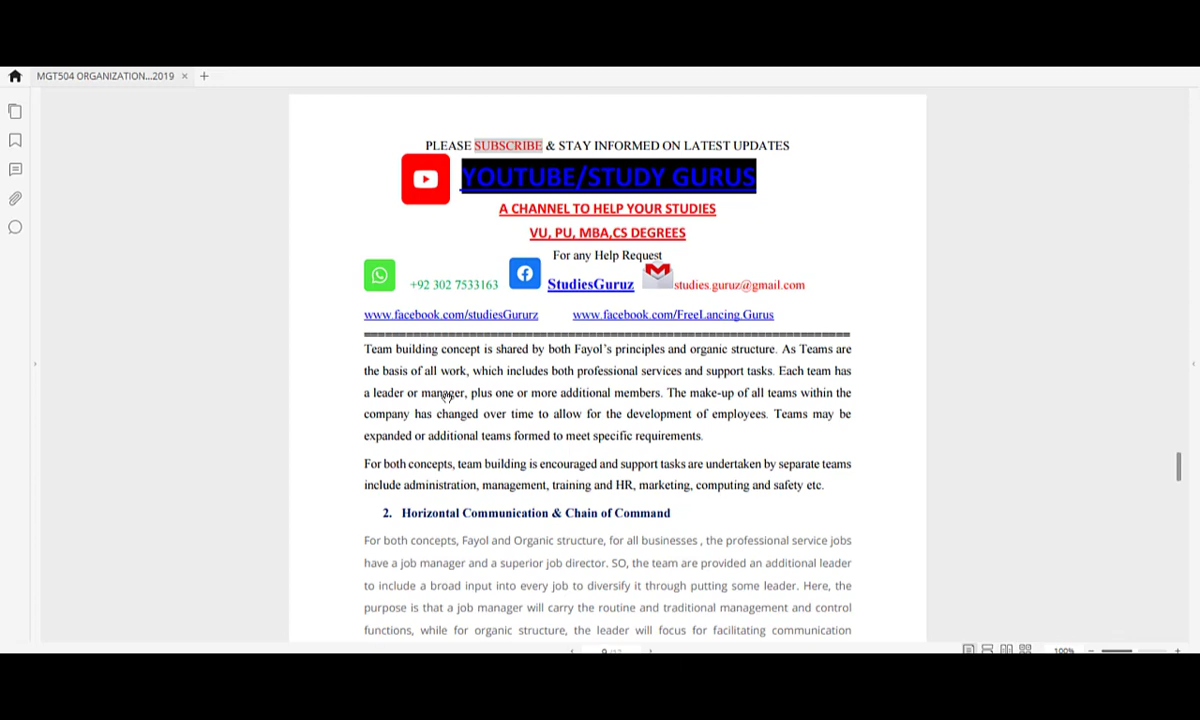 MGT504 ORGANIZATION...2019
PLEASE SUBSCRIBE & STAY INFORMED ON LATEST UPDATES
YOUTUBE/STUDY GURUS
A CHANNEL TO HELP YOUR STUDIES
VU, PU, MBA,CS DEGREES
For any Help Request
+92 302 7533163 StudiesGuruz studies.guruz@gmail.com
www.facebook.com/studiesGururz www.facebook.com/FreeLancing.Gurus
Team building concept is shared by both Fayol's principles and organic structure. As Teams are
the basis of all work, which includes both professional services and support tasks. Each team has
a leader or manager, plus one or more additional members. The make-up of all teams within the
company has changed over time to allow for the development of employees. Teams may be
expanded or additional teams formed to meet specific requirements.
For both concepts, team building is encouraged and support tasks are undertaken by separate teams
include administration, management, training and HR, marketing, computing and safety etc.
2. Horizontal Communication & Chain of Command
For both concepts, Fayol and Organic structure, for all businesses , the professional service jobs
have a job manager and a superior job director. SO, the team are provided an additional leader
to include a broad input into every job to diversify it through putting some leader. Here, the
purpose is that a job manager will carry the routine and traditional management and control
functions, while for organic structure, the leader will focus for facilitating communication
100%